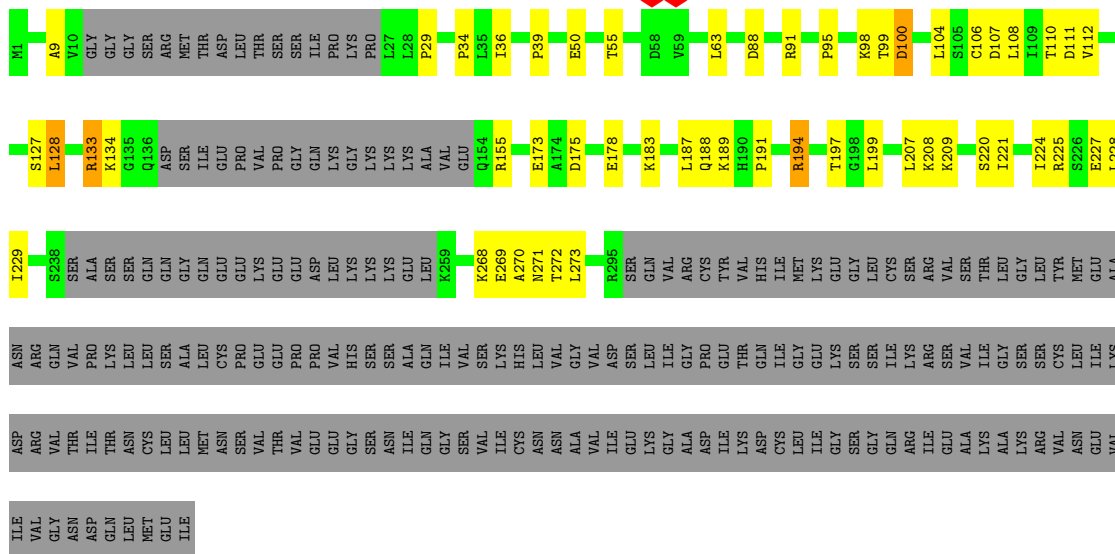 M1 A9 V10 GLY GLY GLY SER ARG MET THR ASP LEU THR SER SER ILE PRO LYS PRO L27 L28 P29 P34 L35 I36 P39 E50 T55 D58 V59 L63 D88 R91 P95 K98 T99 D100 L104 S105 C106 D107 L108 I109 T110 D111 V112
S127 L128 R133 K134 G135 Q136 ASP SER ILE GLU PRO VAL PRO GLY GLN LYS GLY LYS LYS LYS ALA VAL GLU Q154 R155 E173 A174 D175 E178 K183 L187 Q188 K189 H190 P191 R194 T197 G198 L199 L207 K208 K209 S220 I221 I224 R225 S226 E227 L228
I229 S238 SER ALA SER SER GLN GLN GLY GLN GLU GLU LYS GLU GLU ASP LEU LYS LYS LYS GLU LEU K259 K268 E269 A270 N271 T272 L273 R295 SER GLN VAL ARG CYS TYR VAL HIS ILE MET LYS GLU GLY LEU CYS SER ARG VAL SER THR LEU GLY LEU TYR MET GLU ALA
ASN ARG GLN VAL PRO LYS LEU LEU SER ALA LEU CYS PRO GLU GLU PRO PRO VAL HIS SER SER ALA GLN ILE VAL SER LYS HIS LEU VAL GLY VAL ASP SER LEU ILE GLY PRO GLU THR GLN ILE GLY GLU LYS SER SER ILE LYS ARG SER VAL ILE GLY SER SER CYS LEU ILE LYS
ASP ARG VAL THR ILE THR ASN CYS LEU LEU MET ASN SER VAL THR VAL GLU GLU GLY SER ASN ILE GLN GLY SER VAL ILE CYS ASN ASN ALA VAL ILE GLU LYS GLY ALA ASP ILE LYS ASP CYS LEU ILE GLY SER GLY GLN ARG ILE GLU ALA LYS ALA LYS ARG VAL ASN GLU VAL
ILE VAL GLY ASN ASP GLN LEU MET GLU ILE